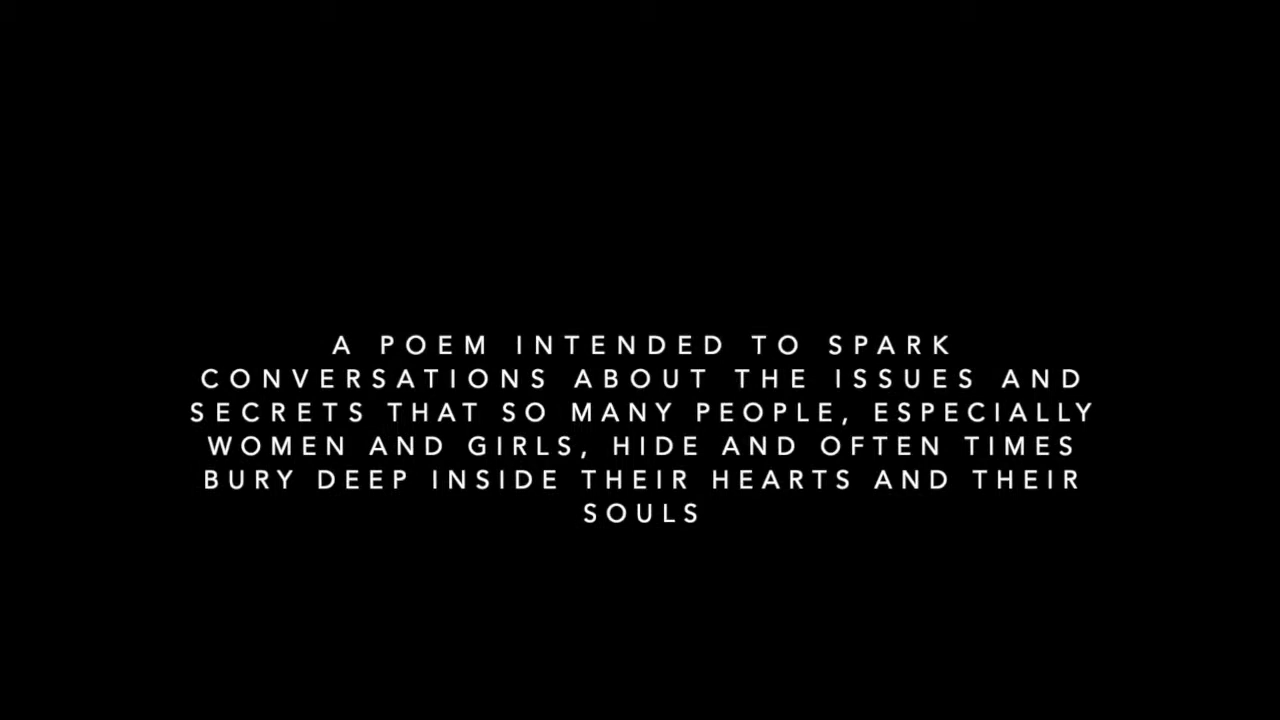 A POEM INTENDED TO SPARK
CONVERSATIONS ABOUT THE ISSUES AND
SECRETS THAT SO MANY PEOPLE, ESPECIALLY
WOMEN AND GIRLS, HIDE AND OFTEN TIMES
BURY DEEP INSIDE THEIR HEARTS AND THEIR
SOULS